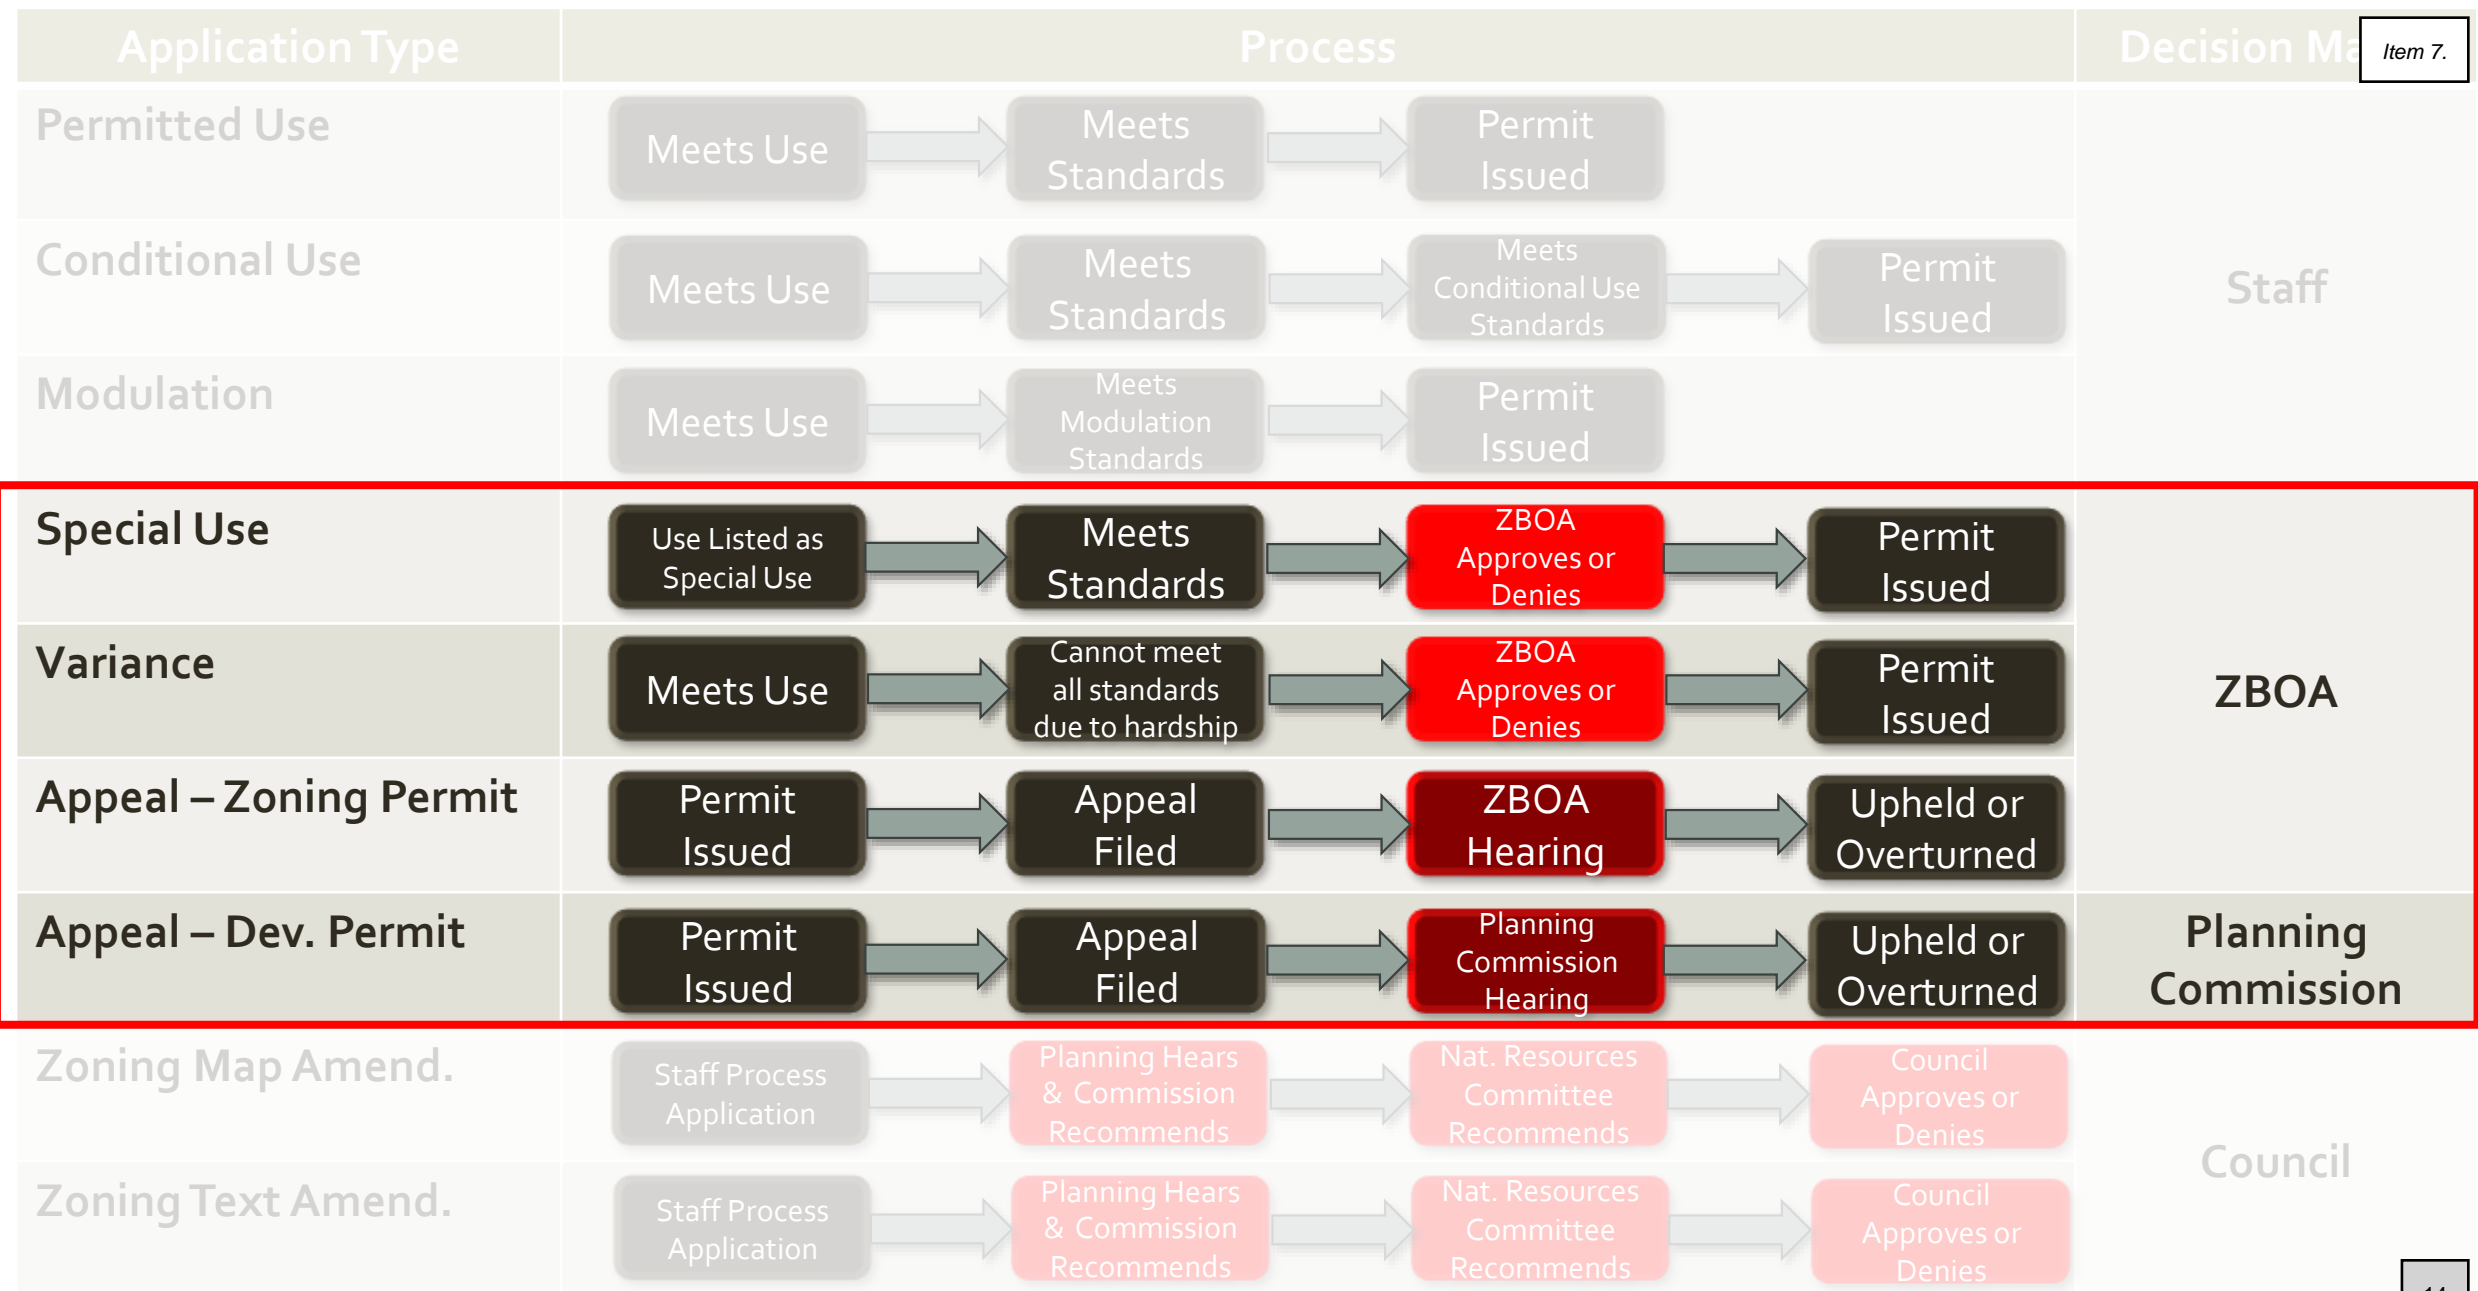 Application Type
Process
Decision Ma
Item 7.
Permitted Use
Meets Use
Meets
Standards
Permit
Issued
Staff
Conditional Use
Meets Use
Meets
Standards
Meets
Conditional Use
Standards
Permit
Issued
Modulation
Meets Use
Meets
Modulation
Standards
Permit
Issued
Special Use
Use Listed as
Special Use
Meets
Standards
ZBOA
Approves or
Denies
Permit
Issued
ZBOA
Variance
Meets Use
Cannot meet
all standards
due to hardship
ZBOA
Approves or
Denies
Permit
Issued
Appeal – Zoning Permit
Permit
Issued
Appeal
Filed
ZBOA
Hearing
Upheld or
Overturned
Appeal – Dev. Permit
Permit
Issued
Appeal
Filed
Planning
Commission
Hearing
Upheld or
Overturned
Planning
Commission
Zoning Map Amend.
Staff Process
Application
Planning Hears
& Commission
Recommends
Nat. Resources
Committee
Recommends
Council
Approves or
Denies
Council
Zoning Text Amend.
Staff Process
Application
Planning Hears
& Commission
Recommends
Nat. Resources
Committee
Recommends
Council
Approves or
Denies